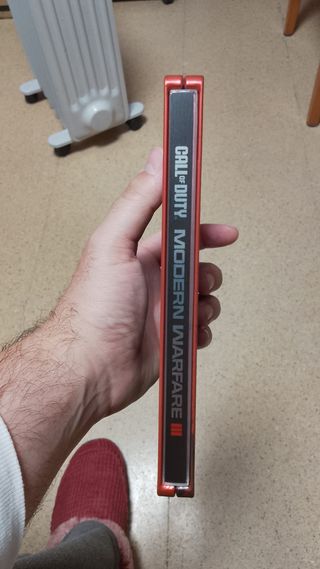 CALL OF DUTY
MODERN WARFARE III